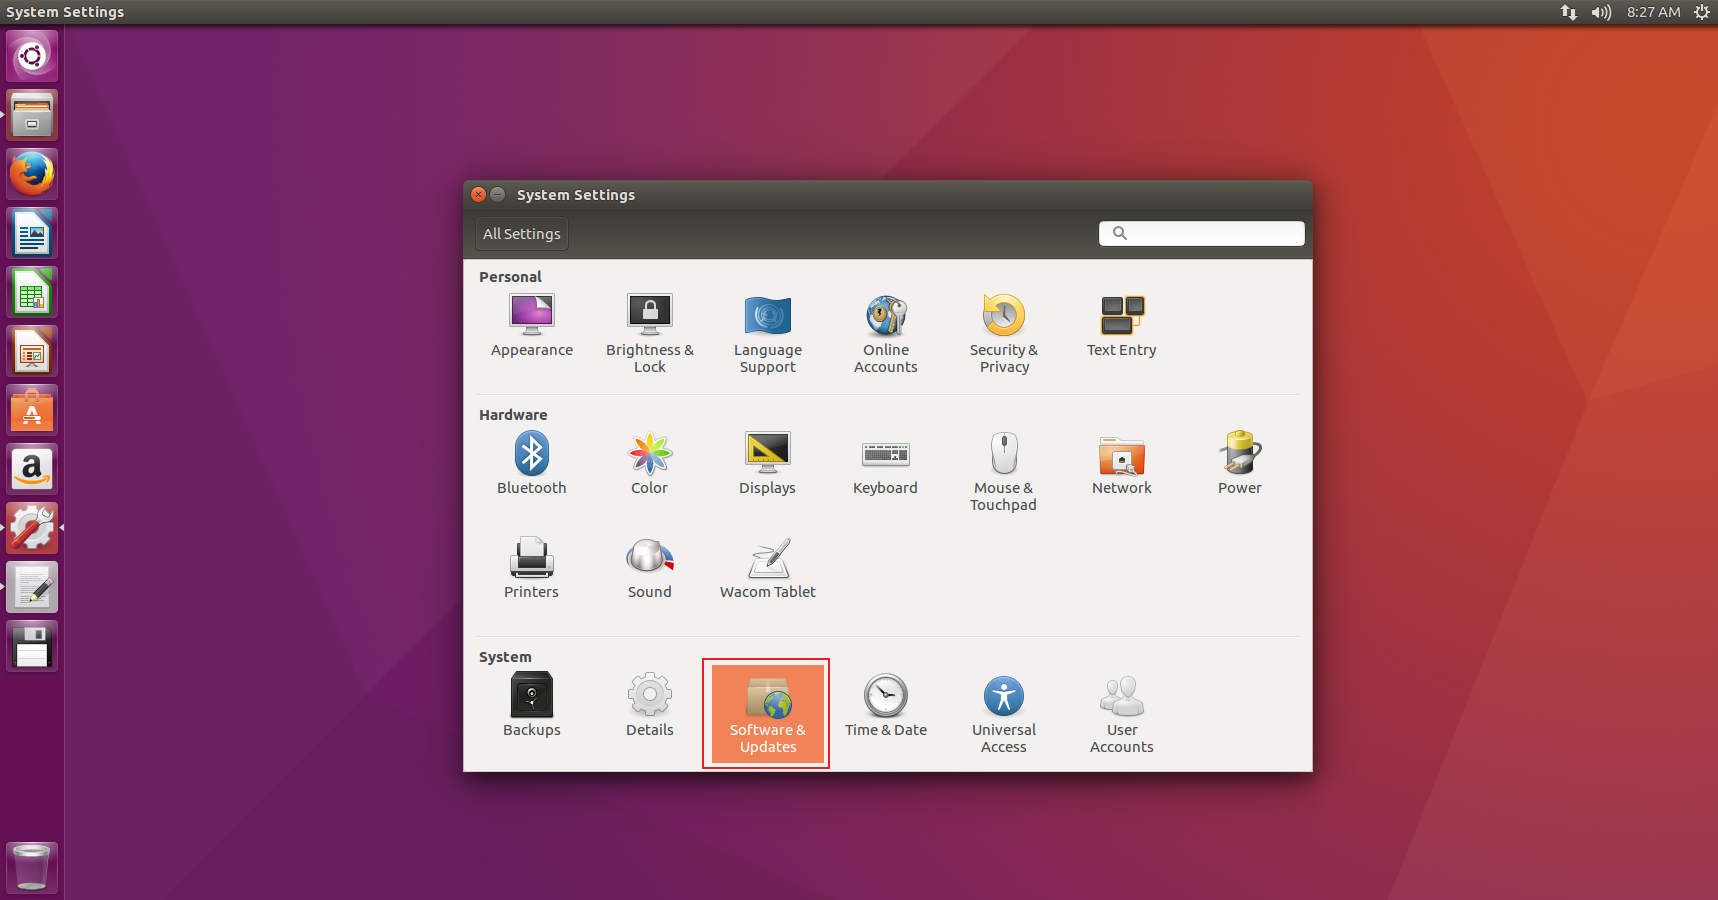 System Settings
8:27 AM
System Settings
All Settings
Personal
Appearance
Brightness &
Lock
Language
Support
Online
Accounts
Security &
Privacy
Text Entry
Hardware
Bluetooth
Color
Displays
Keyboard
Mouse &
Touchpad
Network
Power
Printers
Sound
Wacom Tablet
System
Backups
Details
Software &
Updates
Time & Date
Universal
Access
User
Accounts